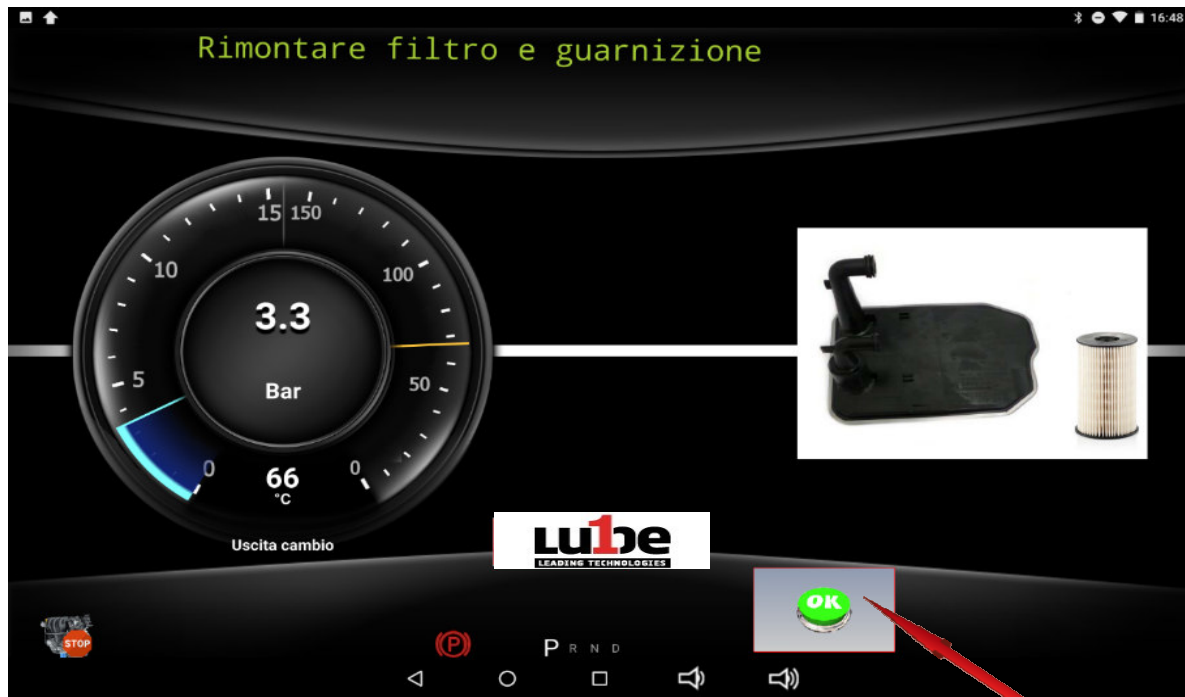 16:48
Rimontare filtro e guarnizione
15 150
10
100
3.3
5
Bar
50
0
66
0
°C
Uscita cambio
Lu1be
LEADING TECHNOLOGIES
OK
STOP
(P)
P R N D